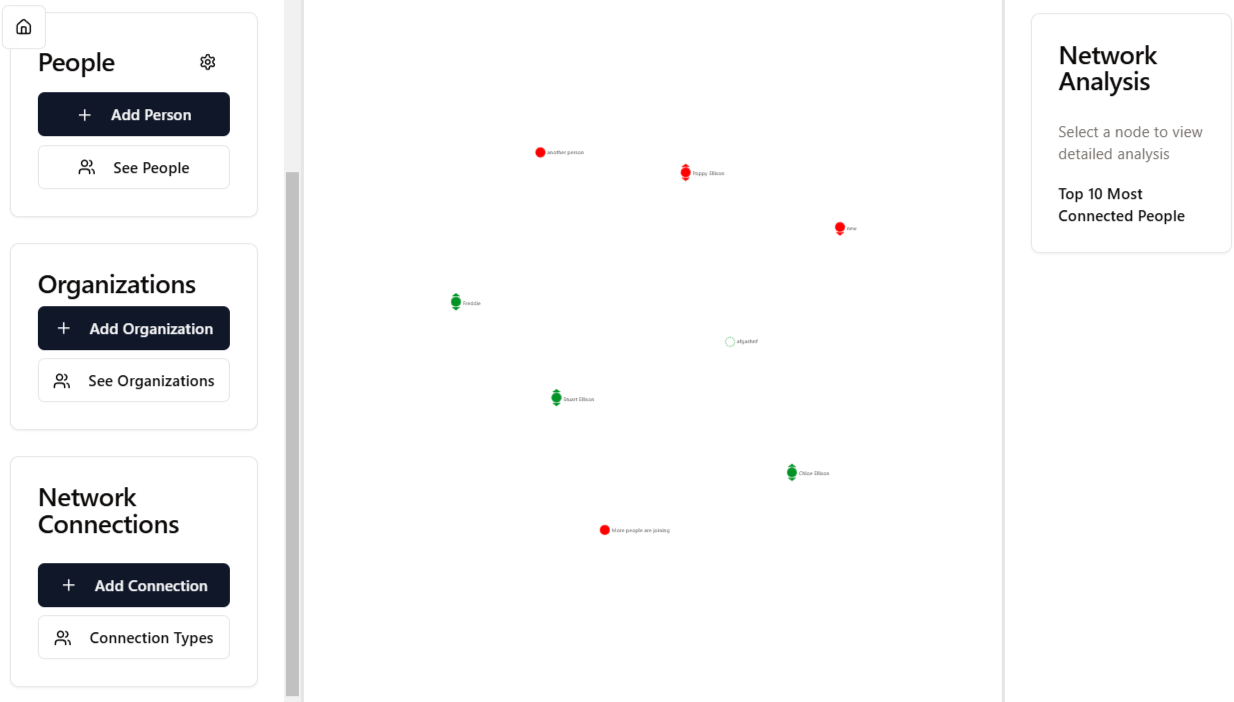 People
Add Person
See People
Organizations
Add Organization
See Organizations
Network
Connections
Add Connection
Connection Types
another person
Poppy Ellison
new
Freddie
afgashof
Stuart Ellison
Chloe Ellison
More people are joining
Network
Analysis
Select a node to view
detailed analysis
Top 10 Most
Connected People